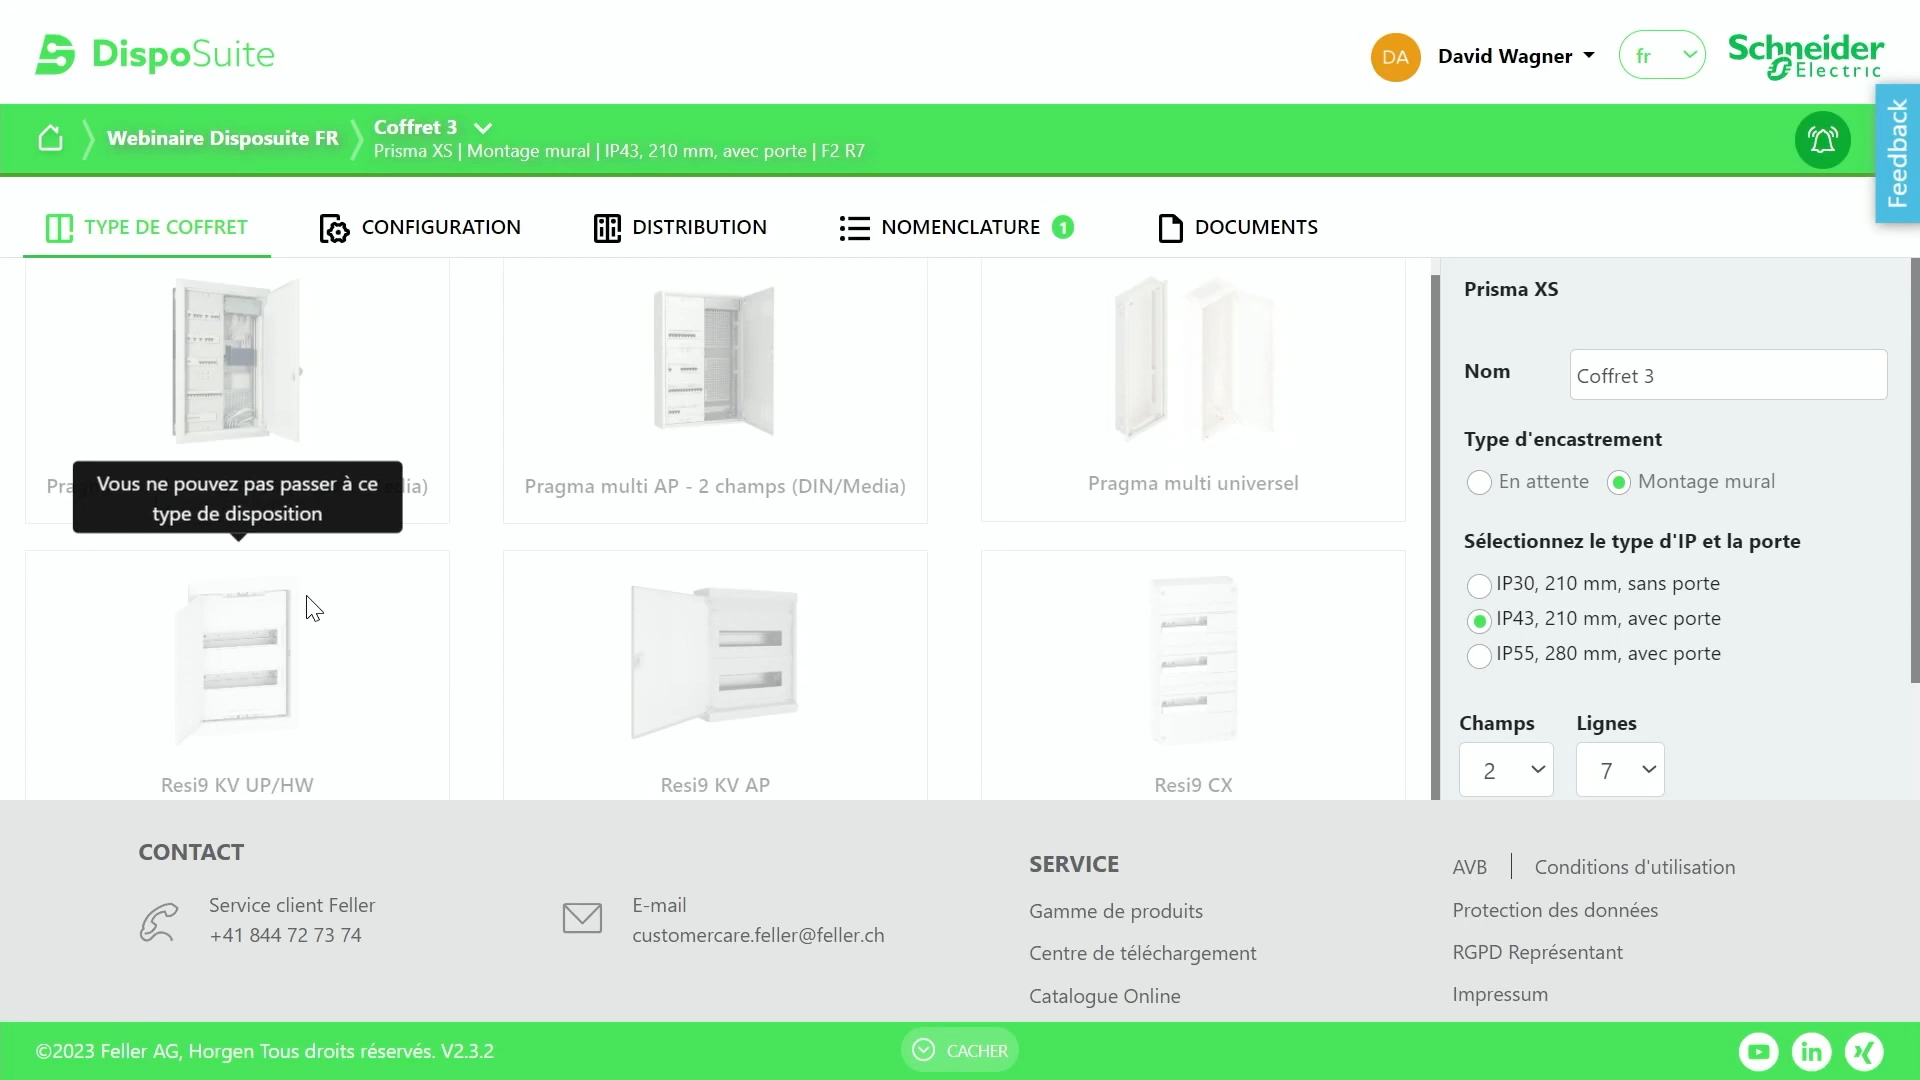 DispoSuite
DA
David Wagner
fr
Schneider
Electric
Feedback
Webinaire Disposuite FR
Coffret 3
Prisma XS | Montage mural | IP43, 210 mm, avec porte | F2 R7
TYPE DE COFFRET
CONFIGURATION
DISTRIBUTION
NOMENCLATURE 1
DOCUMENTS
Vous ne pouvez pas passer à ce
type de disposition
Pragma multi AP - 2 champs (DIN/Media)
Pragma multi universel
Resi9 KV UP/HW
Resi9 KV AP
Resi9 CX
Prisma XS
Nom
Coffret 3
Type d'encastrement
En attente
Montage mural
Sélectionnez le type d'IP et la porte
IP30, 210 mm, sans porte
IP43, 210 mm, avec porte
IP55, 280 mm, avec porte
Champs
Lignes
2
7
CONTACT
Service client Feller
+41 844 72 73 74
E-mail
customercare.feller@feller.ch
SERVICE
Gamme de produits
Centre de téléchargement
Catalogue Online
AVB
Conditions d'utilisation
Protection des données
RGPD Représentant
Impressum
©2023 Feller AG, Horgen Tous droits réservés. V2.3.2
CACHER
in